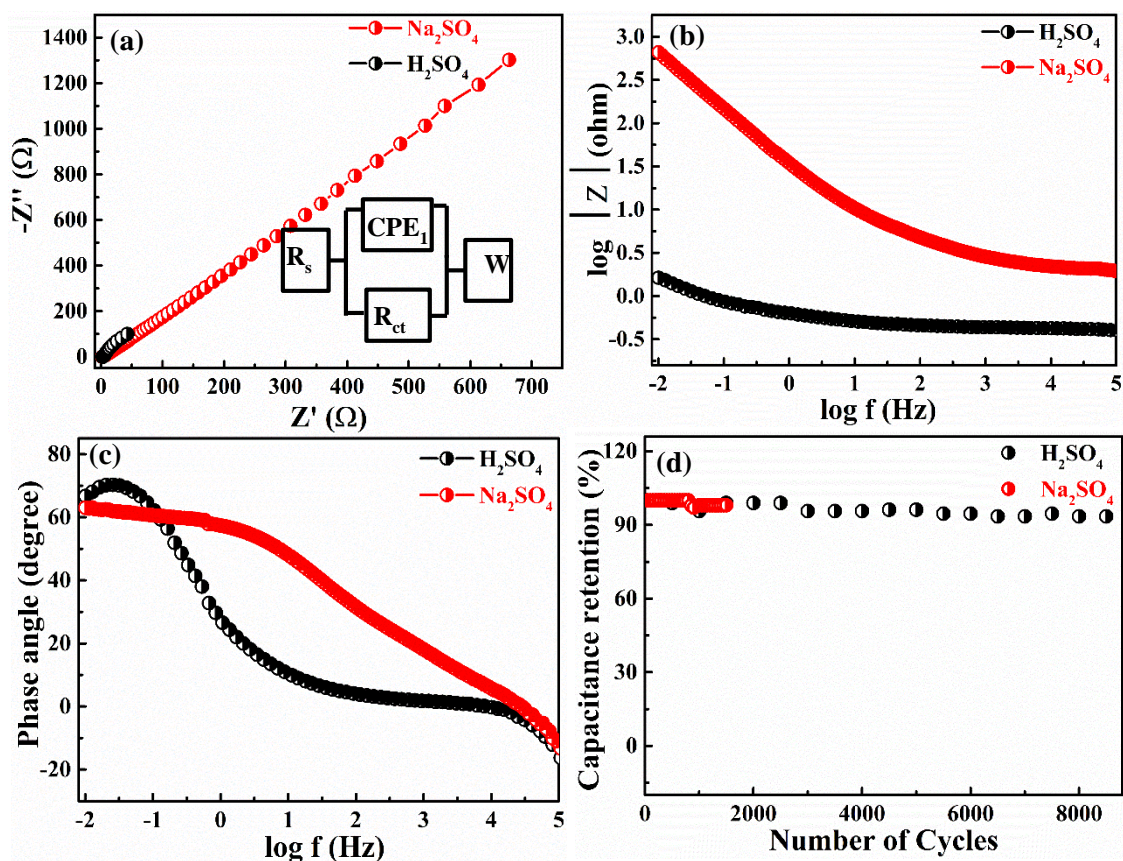 (a)
Na₂SO₄
H₂SO₄
1400
1200
1000
800
600
400
200
0
-Z'' (Ω)
R_s
CPE₁
R_ct
W
0 100 200 300 400 500 600 700
Z' (Ω)
(b)
H₂SO₄
Na₂SO₄
3.0
2.5
2.0
1.5
1.0
0.5
0.0
-0.5
log |Z| (ohm)
-2 -1 0 1 2 3 4 5
log f (Hz)
(c)
H₂SO₄
Na₂SO₄
80
60
40
20
0
-20
Phase angle (degree)
-2 -1 0 1 2 3 4 5
log f (Hz)
(d)
H₂SO₄
Na₂SO₄
120
90
60
30
0
Capacitance retention (%)
0 2000 4000 6000 8000
Number of Cycles